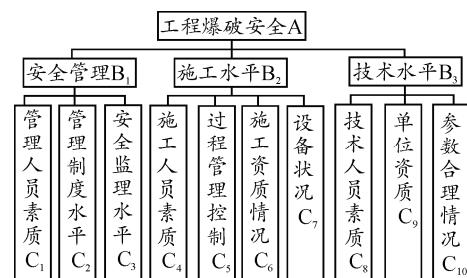 工程爆破安全A
安全管理B₁
施工水平B₂
技术水平B₃
管理人员素质C₁
管理制度水平C₂
安全监理水平C₃
施工人员素质C₄
过程管理控制C₅
施工资质情况C₆
设备状况C₇
技术人员素质C₈
单位资质C₉
参数合理情况C₁₀